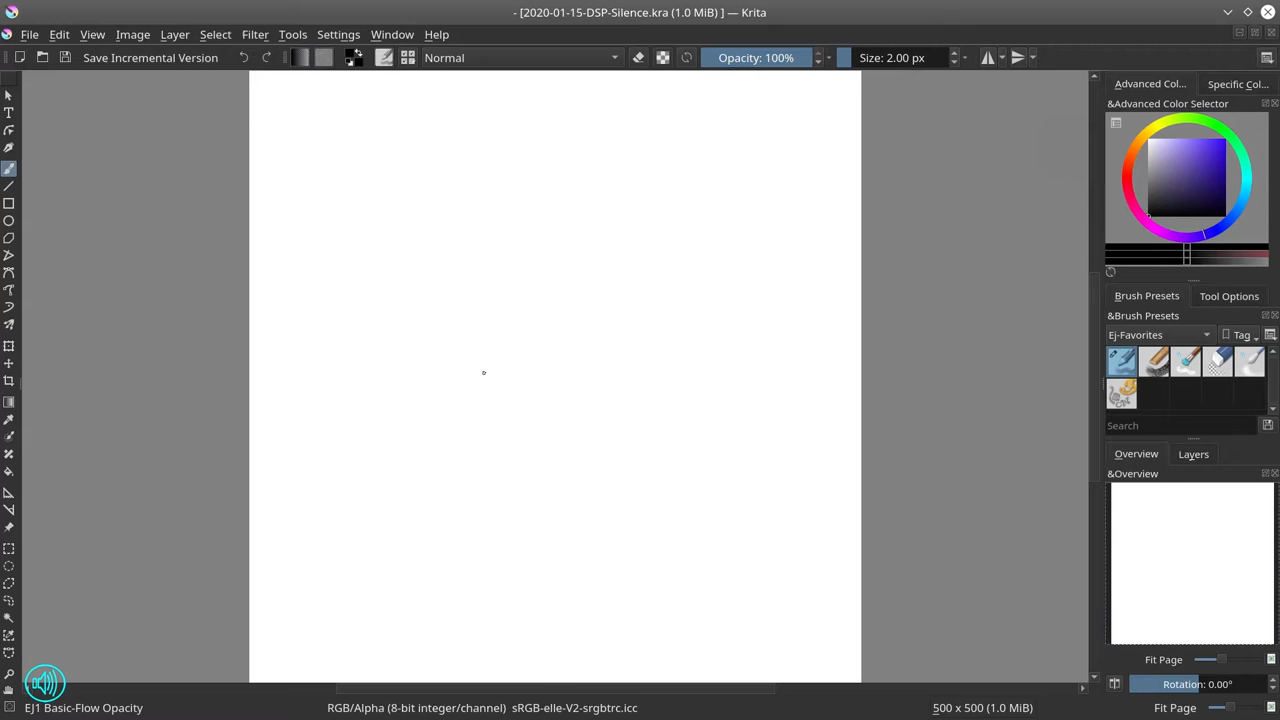 - [2020-01-15-DSP-Silence.kra (1.0 MiB) ] — Krita
File Edit View Image Layer Select Filter Tools Settings Window Help
Save Incremental Version Normal Opacity: 100% Size: 2.00 px
Advanced Col... Specific Col...
&Advanced Color Selector
Brush Presets Tool Options
&Brush Presets
Ej-Favorites Tag
Search
Overview Layers
&Overview
Fit Page
Rotation: 0.00°
EJ1 Basic-Flow Opacity RGB/Alpha (8-bit integer/channel) sRGB-elle-V2-srgbtrc.icc 500 x 500 (1.0 MiB) Fit Page